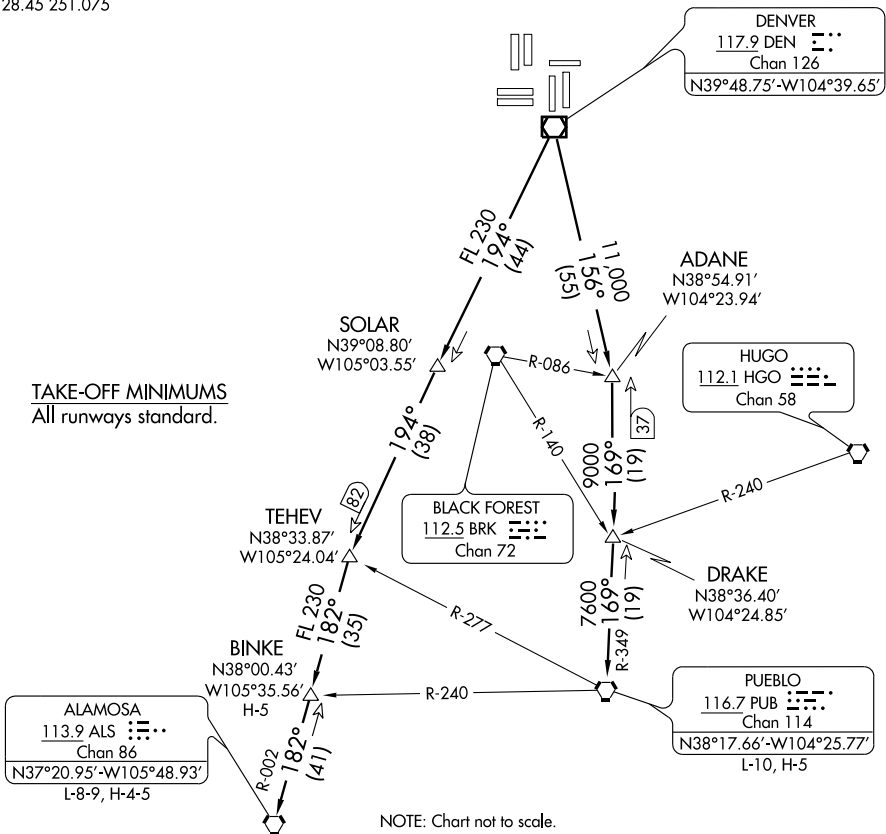 28.45 251.075
DENVER
117.9 DEN
Chan 126
N39°48.75′-W104°39.65′
FL 230
194°
(44)
11,000
156°
(55)
ADANE
N38°54.91′
W104°23.94′
SOLAR
N39°08.80′
W105°03.55′
R-086
HUGO
112.1 HGO
Chan 58
TAKE-OFF MINIMUMS
All runways standard.
194°
(38)
R-140
37
9000
169°
(19)
R-240
82
BLACK FOREST
112.5 BRK
Chan 72
TEHEV
N38°33.87′
W105°24.04′
DRAKE
N38°36.40′
W104°24.85′
FL 230
182°
(35)
R-277
7600
169°
(19)
R-349
BINKE
N38°00.43′
W105°35.56′
H-5
R-240
PUEBLO
116.7 PUB
Chan 114
N38°17.66′-W104°25.77′
L-10, H-5
ALAMOSA
113.9 ALS
Chan 86
N37°20.95′-W105°48.93′
L-8-9, H-4-5
R-002
182°
(41)
NOTE: Chart not to scale.